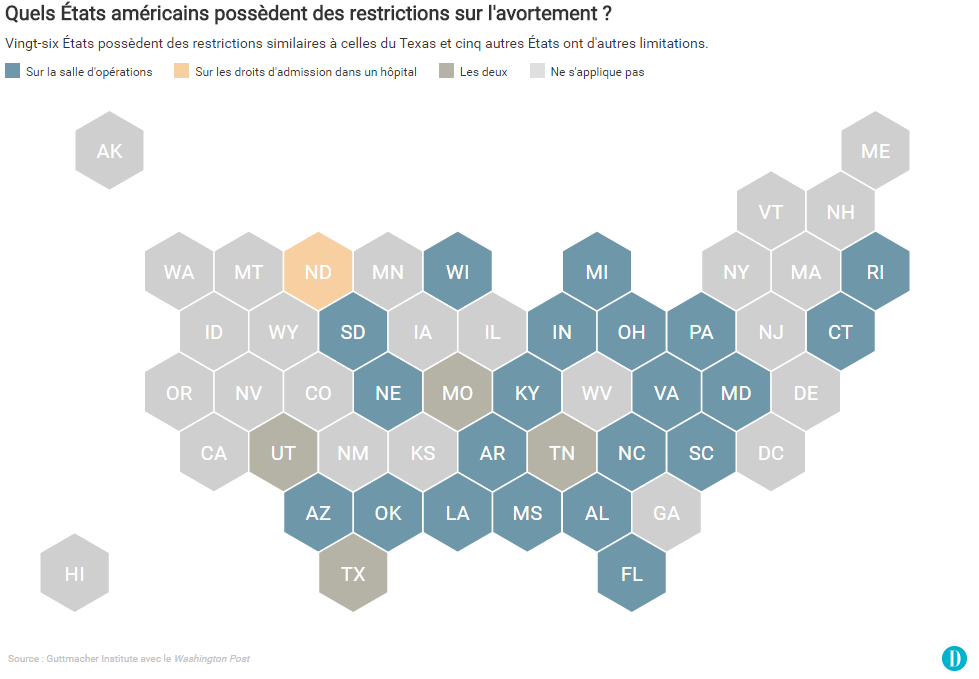 Quels États américains possèdent des restrictions sur l'avortement ?
Vingt-six États possèdent des restrictions similaires à celles du Texas et cinq autres États ont d'autres limitations.
Sur la salle d'opérations Sur les droits d'admission dans un hôpital Les deux Ne s'applique pas
AK ME
VT NH
WA MT ND MN WI MI NY MA RI
ID WY SD IA IL IN OH PA NJ CT
OR NV CO NE MO KY WV VA MD DE
CA UT NM KS AR TN NC SC DC
AZ OK LA MS AL GA
HI TX FL
Source : Guttmacher Institute avec le Washington Post
D